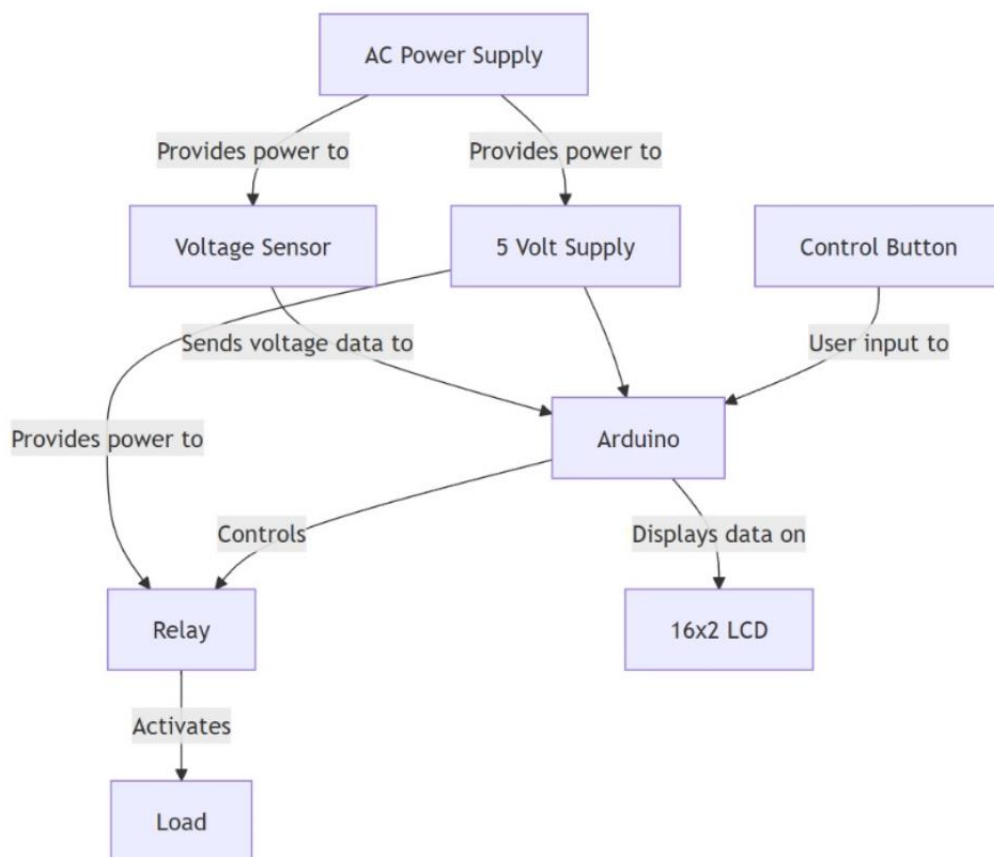 AC Power Supply
Provides power to
Provides power to
Voltage Sensor
5 Volt Supply
Control Button
Sends voltage data to
User input to
Provides power to
Arduino
Controls
Displays data on
Relay
16x2 LCD
Activates
Load